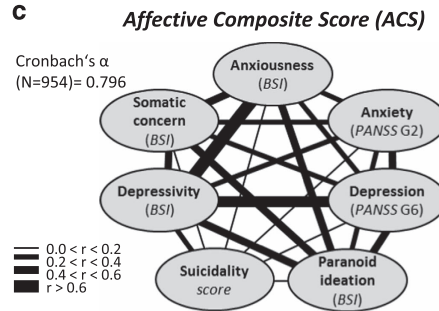 c
Affective Composite Score (ACS)
Cronbach‘s α
(N=954)= 0.796
Anxiousness
(BSI)
Somatic
concern
(BSI)
Anxiety
(PANSS G2)
Depressivity
(BSI)
Depression
(PANSS G6)
Suicidality
score
Paranoid
ideation
(BSI)
0.0 < r < 0.2
0.2 < r < 0.4
0.4 < r < 0.6
r > 0.6